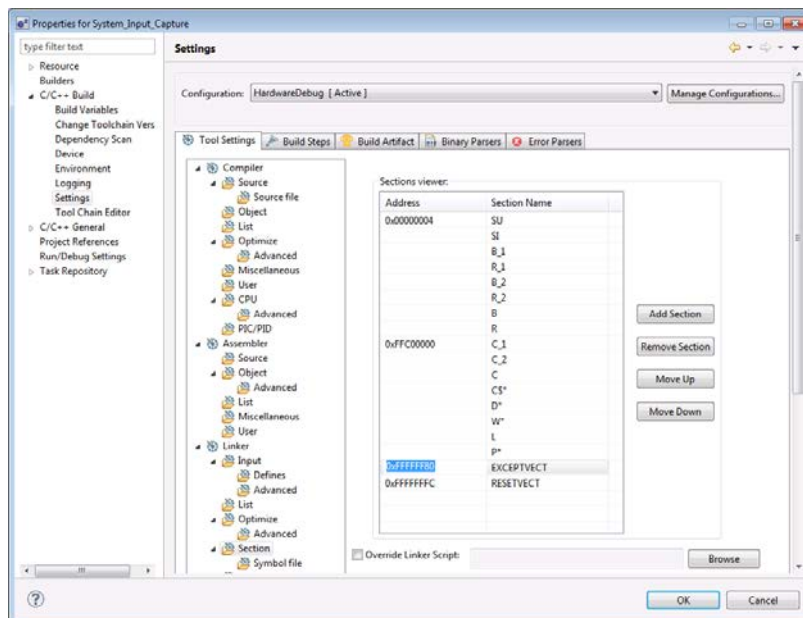 Properties for System_Input_Capture
type filter text
Resource
Builders
C/C++ Build
Build Variables
Change Toolchain Vers
Dependency Scan
Device
Environment
Logging
Settings
Tool Chain Editor
C/C++ General
Project References
Run/Debug Settings
Task Repository
Settings
Configuration: HardwareDebug [ Active ]
Manage Configurations...
Tool Settings Build Steps Build Artifact Binary Parsers Error Parsers
Compiler
Source
Source file
Object
List
Optimize
Advanced
Miscellaneous
User
CPU
Advanced
PIC/PID
Assembler
Source
Object
Advanced
List
Miscellaneous
User
Linker
Input
Defines
Advanced
List
Optimize
Advanced
Section
Symbol file
Sections viewer:
Address Section Name
0x00000004 SU
SI
B_1
R_1
B_2
R_2
B
R
0xFFC00000 C_1
C_2
C
C$*
D*
W*
L
P*
0xFFFFFF80 EXCEPTVECT
0xFFFFFFFC RESETVECT
Add Section
Remove Section
Move Up
Move Down
Override Linker Script:
Browse
OK Cancel